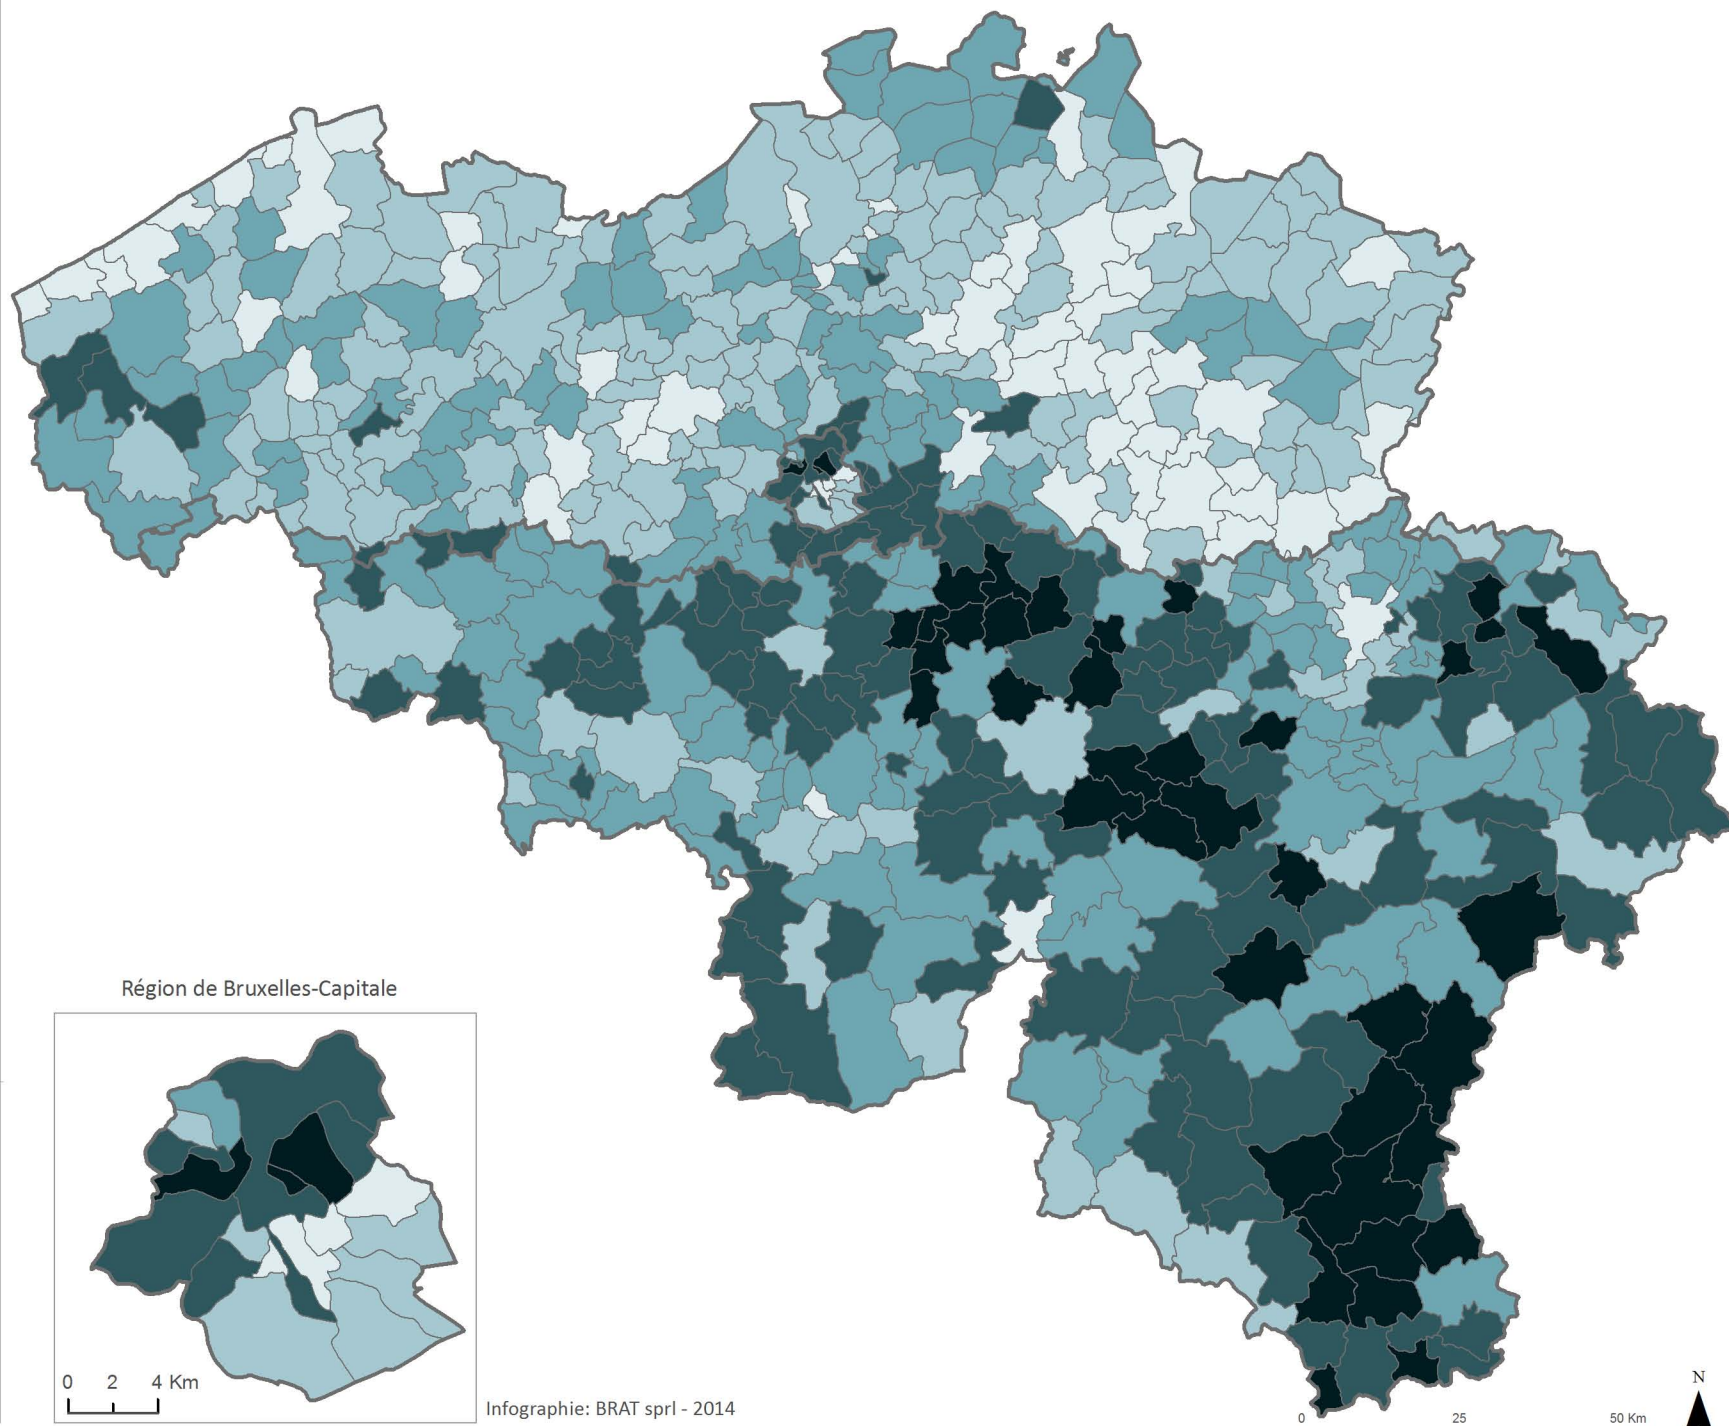 Région de Bruxelles-Capitale
0 2 4 Km
Infographie: BRAT sprl - 2014
N
0 25 50 Km